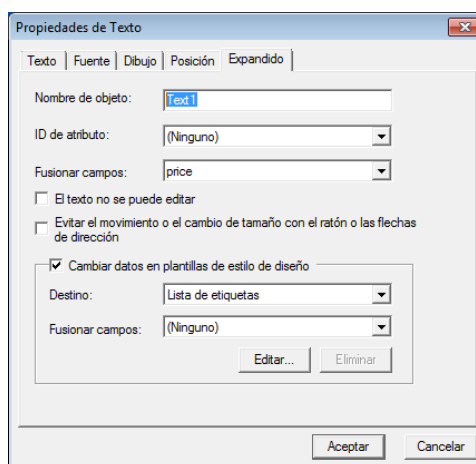 Propiedades de Texto
Texto Fuente Dibujo Posición Expandido
Nombre de objeto: Text1
ID de atributo: (Ninguno)
Fusionar campos: price
El texto no se puede editar
Evitar el movimiento o el cambio de tamaño con el ratón o las flechas
de dirección
Cambiar datos en plantillas de estilo de diseño
Destino: Lista de etiquetas
Fusionar campos: (Ninguno)
Editar... Eliminar
Aceptar Cancelar